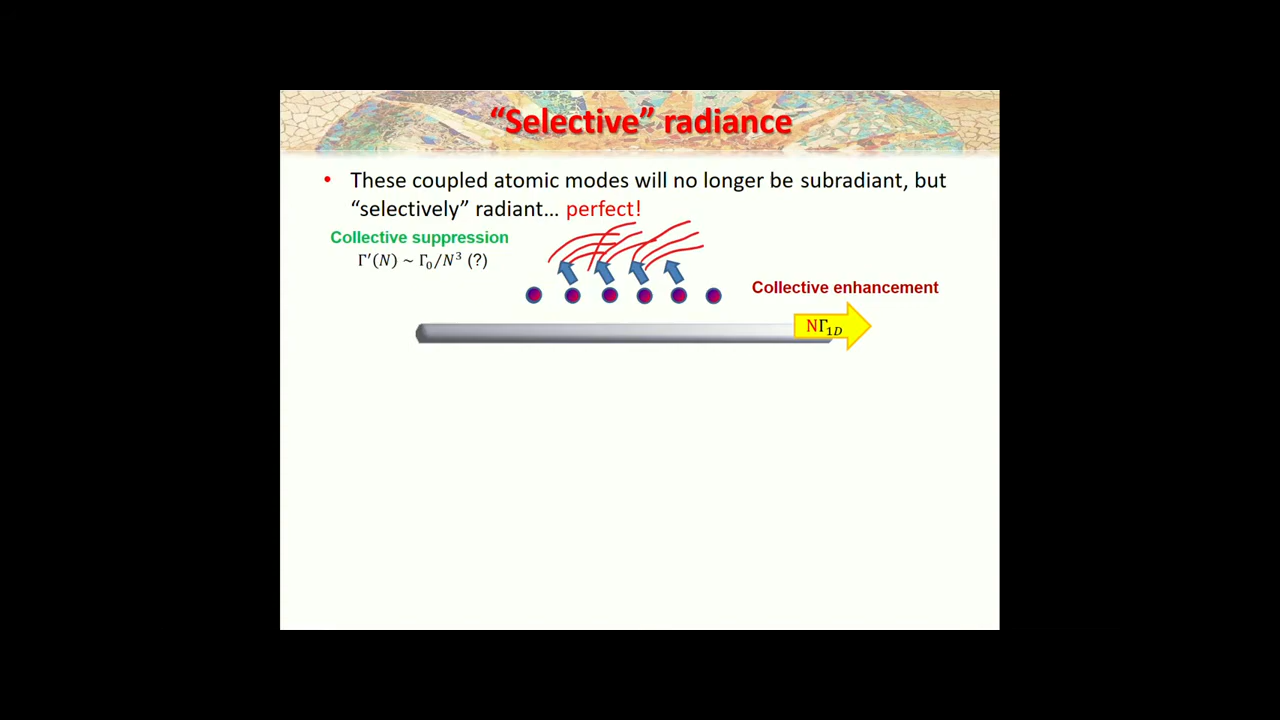 “Selective” radiance
• These coupled atomic modes will no longer be subradiant, but
“selectively” radiant… perfect!
Collective suppression
Γ′(N) ~ Γ₀/N³ (?)
Collective enhancement
NΓ₁D